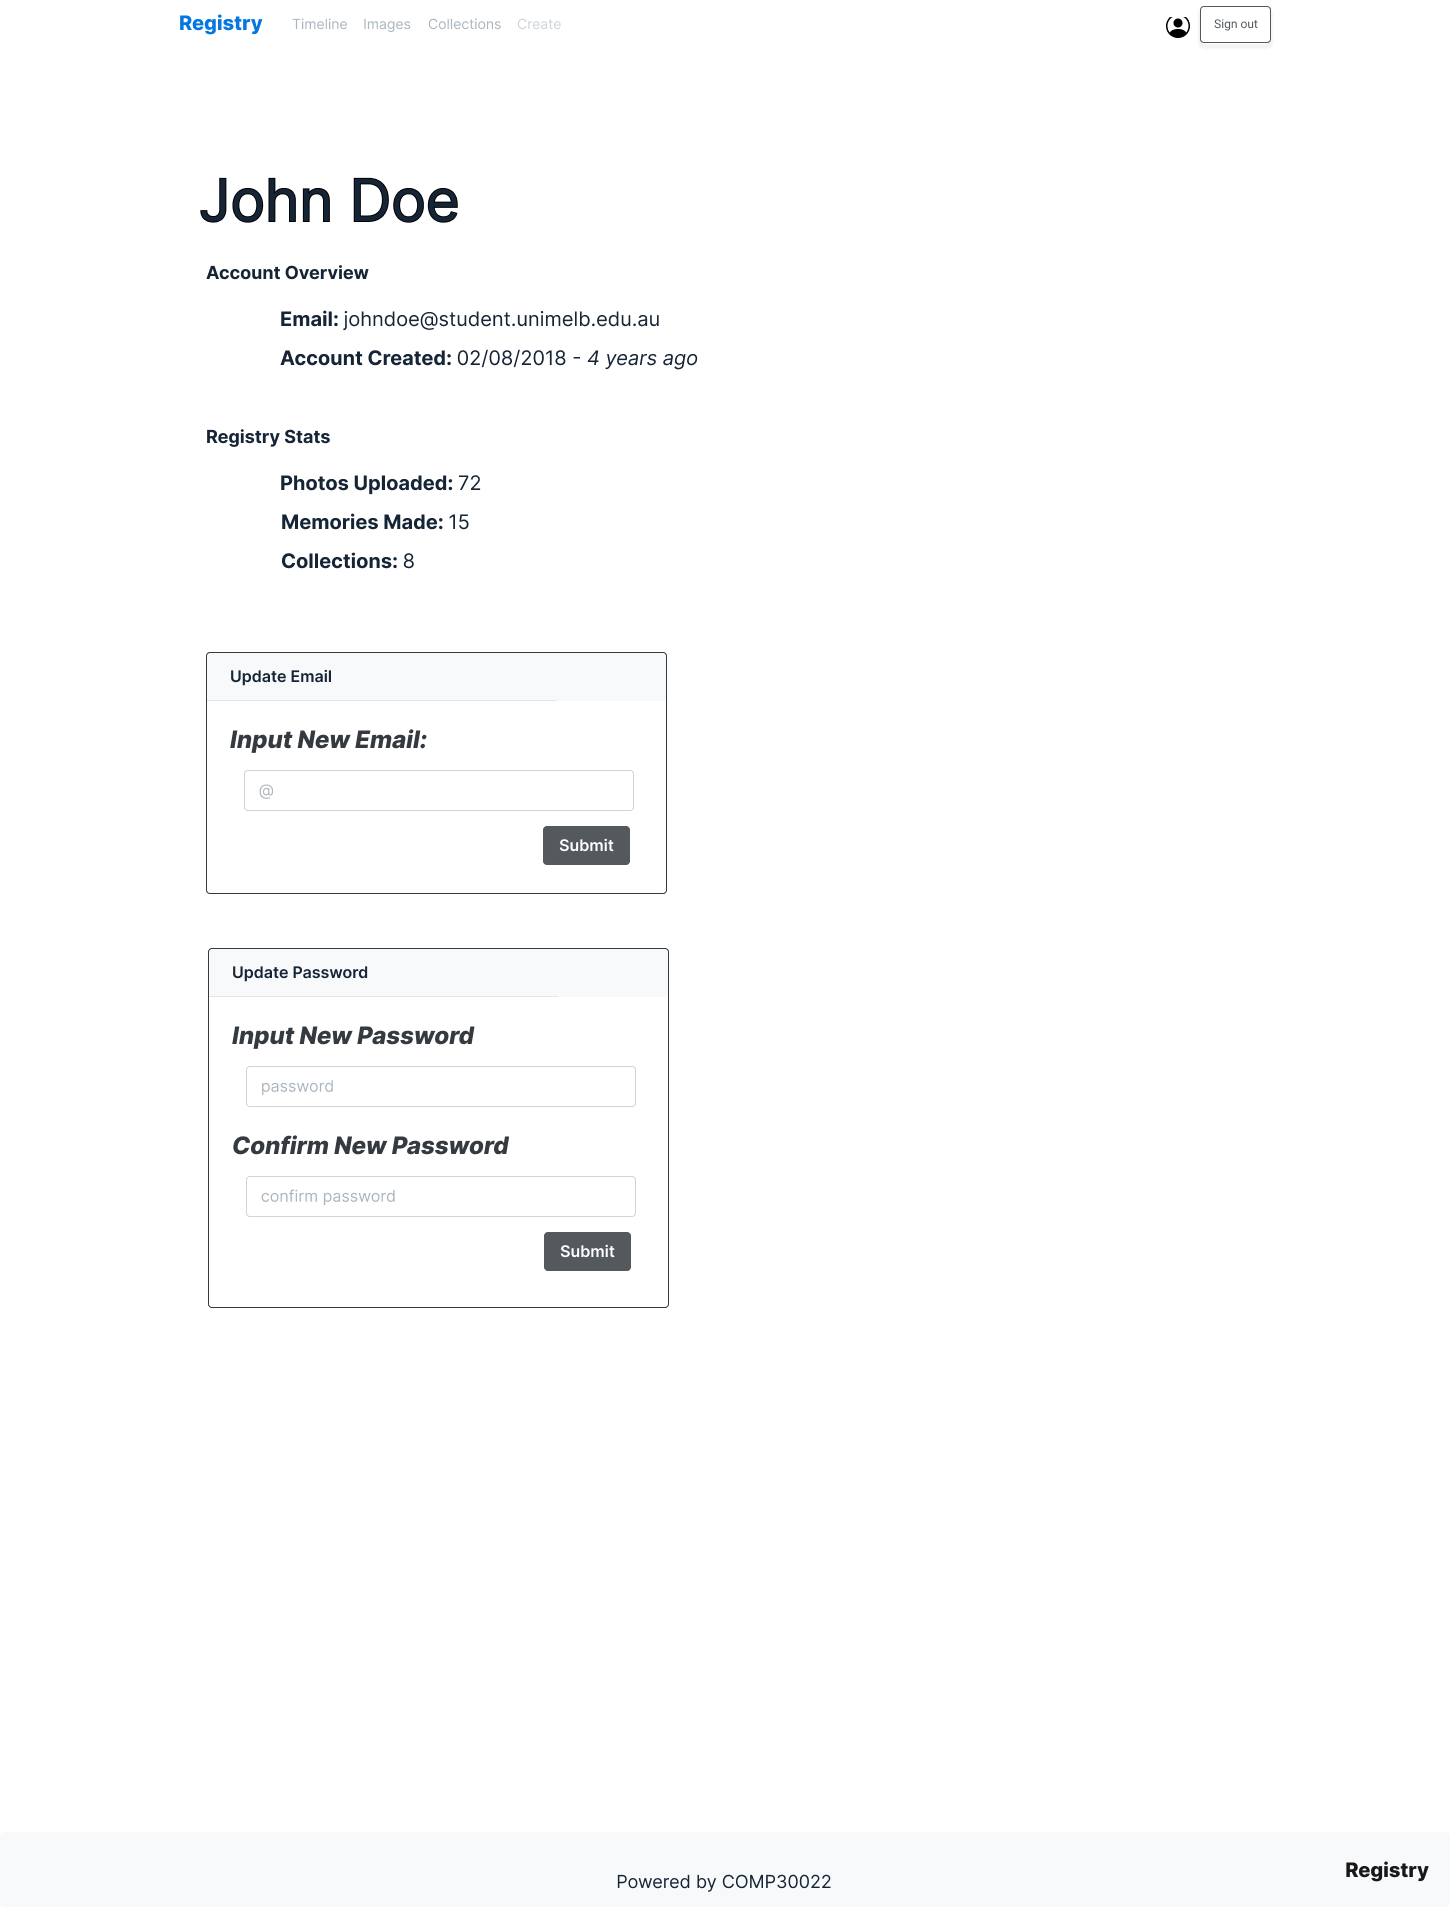 Registry Timeline Images Collections Create Sign out
John Doe
Account Overview
Email: johndoe@student.unimelb.edu.au
Account Created: 02/08/2018 - 4 years ago
Registry Stats
Photos Uploaded: 72
Memories Made: 15
Collections: 8
Update Email
Input New Email:
@
Submit
Update Password
Input New Password
password
Confirm New Password
confirm password
Submit
Registry
Powered by COMP30022